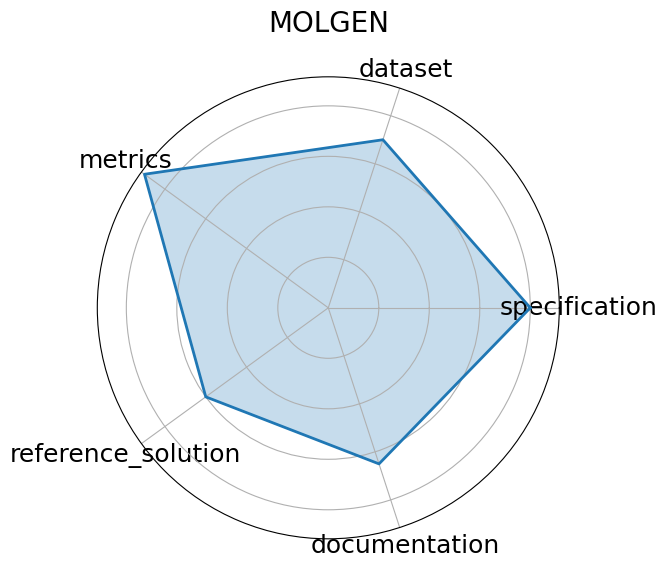 MOLGEN
dataset
metrics
specification
reference_solution
documentation